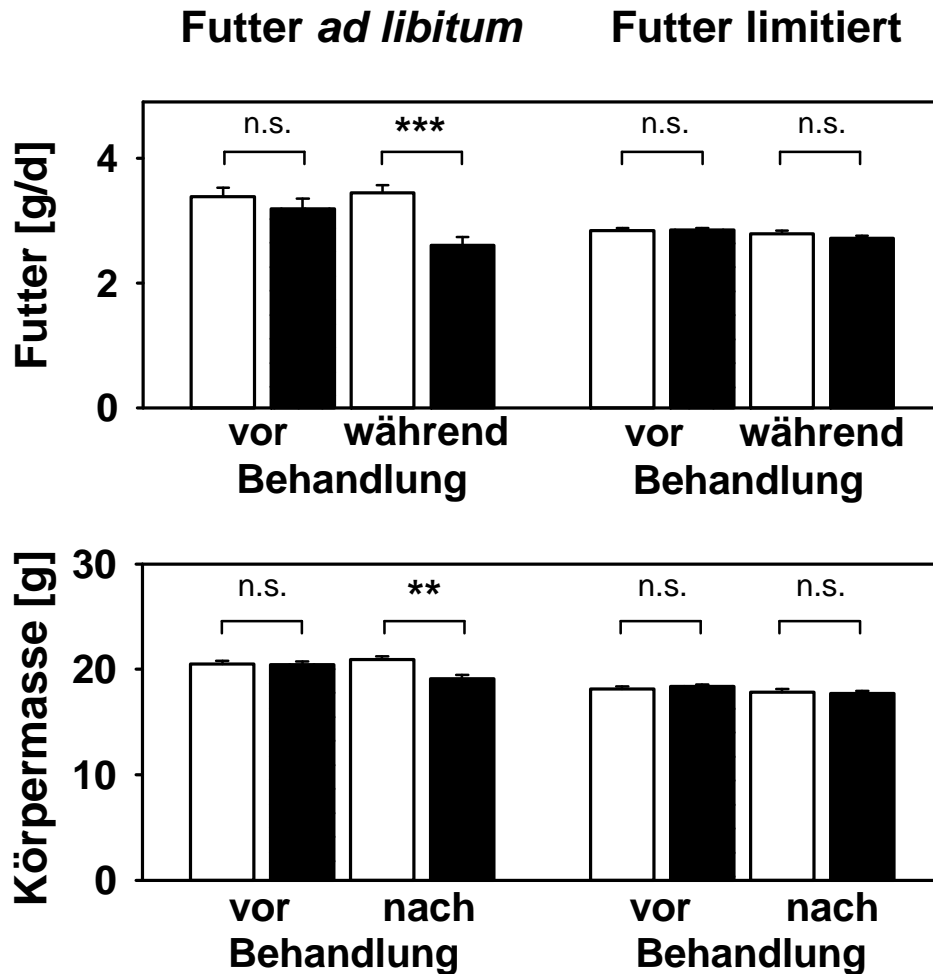 Futter ad libitum Futter limitiert
n.s. *** n.s. n.s.
Futter [g/d]
4
2
0
vor während vor während
Behandlung Behandlung
n.s. ** n.s. n.s.
Körpermasse [g]
30
20
10
0
vor nach vor nach
Behandlung Behandlung